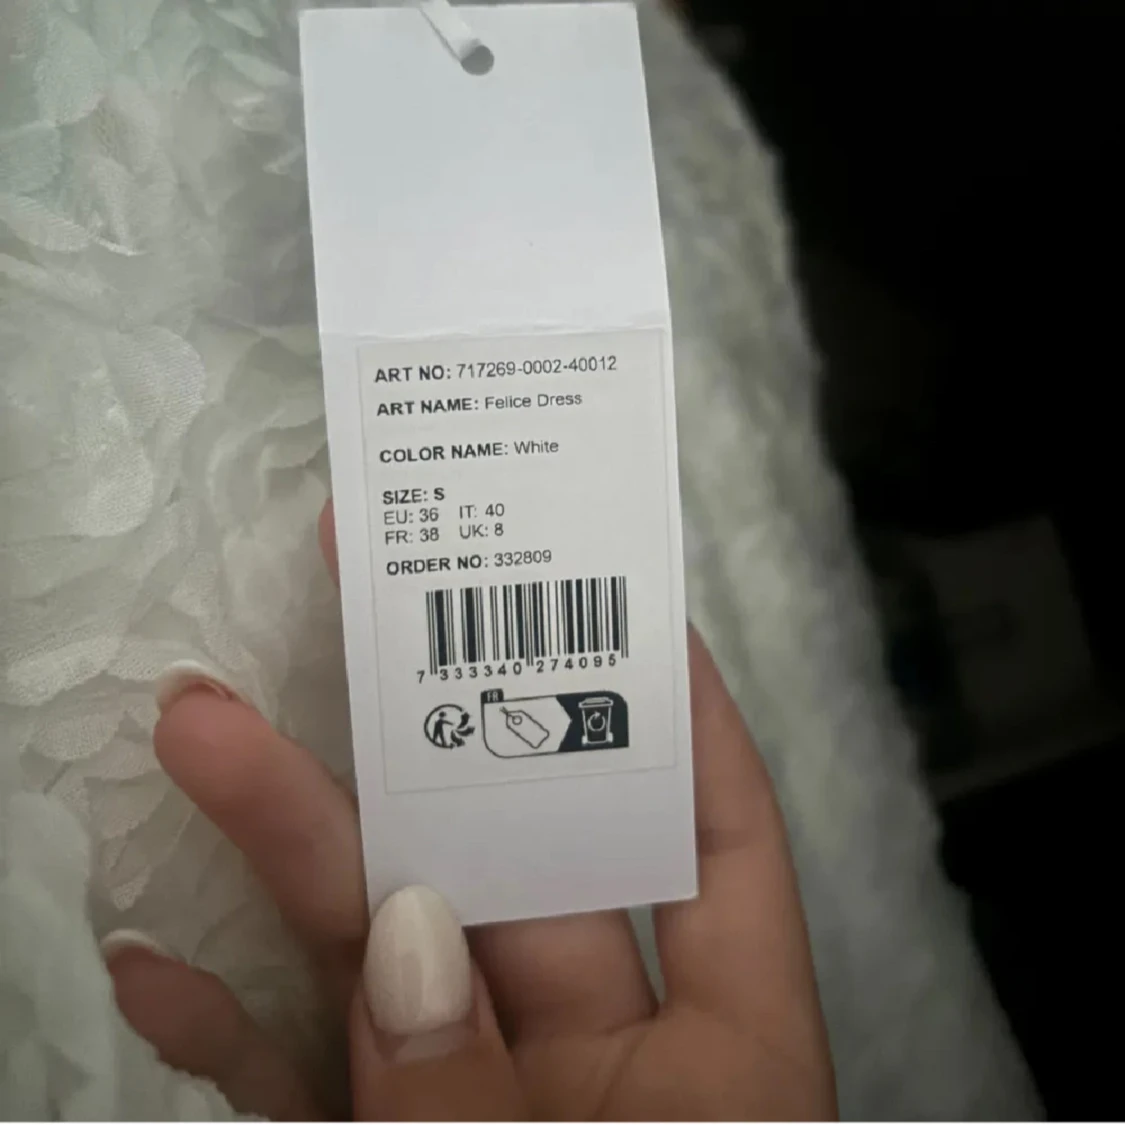 ART NO: 717269-0002-40012
ART NAME: Felice Dress
COLOR NAME: White
SIZE: S
EU: 36 IT: 40
FR: 38 UK: 8
ORDER NO: 332809
7 333340 274095
FR